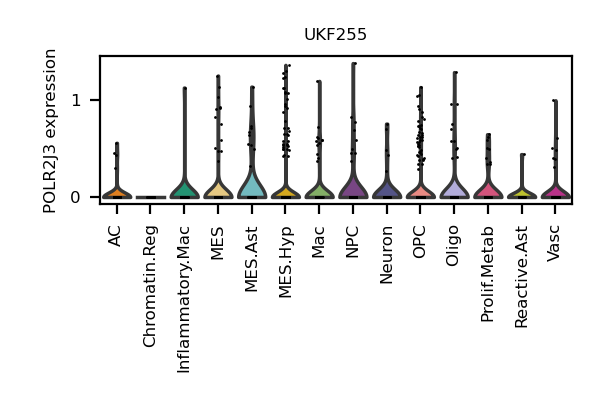 UKF255
POLR2J3 expression
1
0
AC
Chromatin.Reg
Inflammatory.Mac
MES
MES.Ast
MES.Hyp
Mac
NPC
Neuron
OPC
Oligo
Prolif.Metab
Reactive.Ast
Vasc